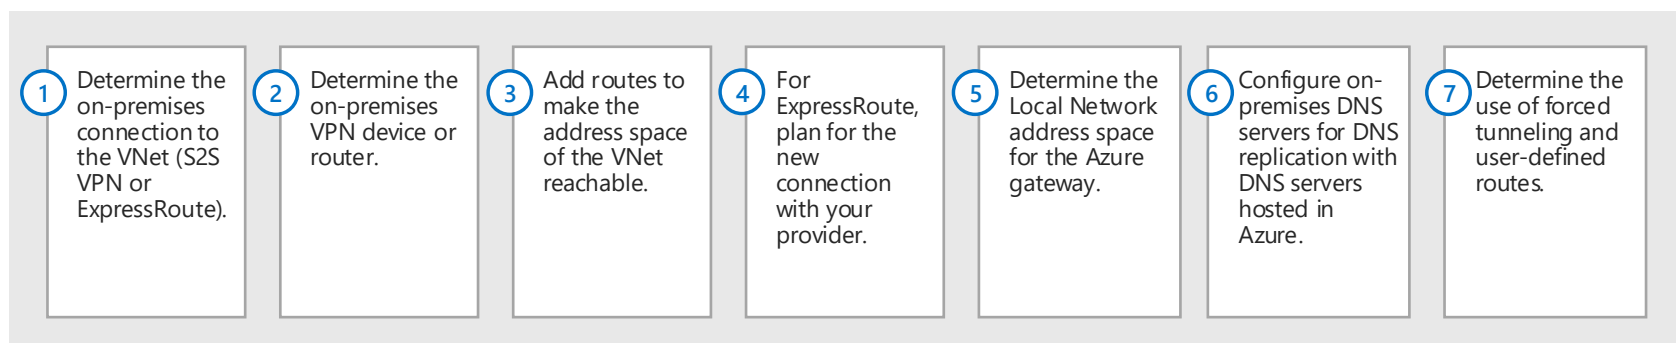 1
Determine the
on-premises
connection to
the VNet (S2S
VPN or
ExpressRoute).
2
Determine the
on-premises
VPN device or
router.
3
Add routes to
make the
address space
of the VNet
reachable.
4
For
ExpressRoute,
plan for the
new
connection
with your
provider.
5
Determine the
Local Network
address space
for the Azure
gateway.
6
Configure on-
premises DNS
servers for DNS
replication with
DNS servers
hosted in
Azure.
7
Determine the
use of forced
tunneling and
user-defined
routes.